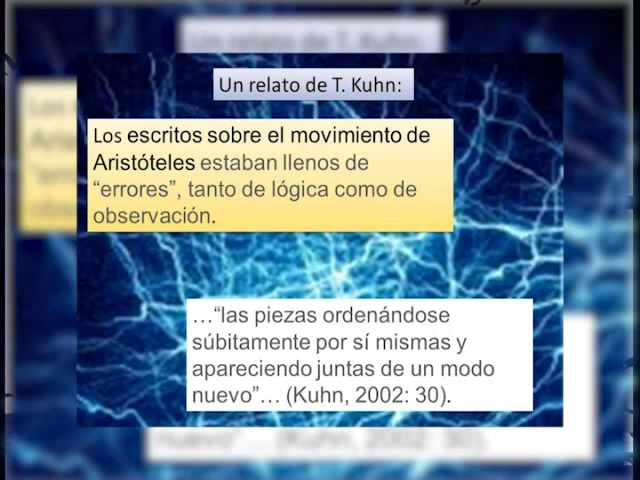 Un relato de T. Kuhn:
Los escritos sobre el movimiento de
Aristóteles estaban llenos de
“errores”, tanto de lógica como de
observación.
…“las piezas ordenándose
súbitamente por sí mismas y
apareciendo juntas de un modo
nuevo”… (Kuhn, 2002: 30).